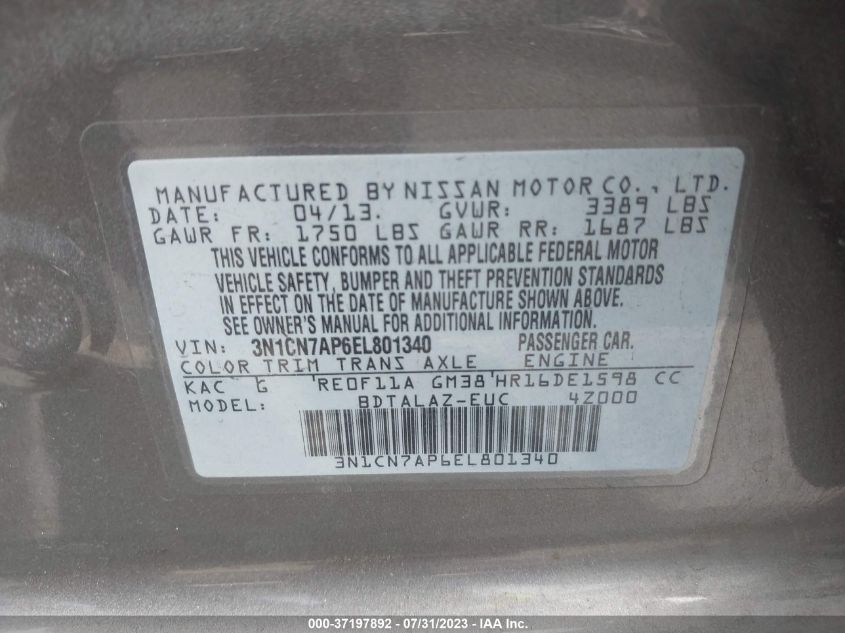 MANUFACTURED BY NISSAN MOTOR CO., LTD.
DATE: 04/13. GVWR: 3389 LBS
GAWR FR: 1750 LBS GAWR RR: 1687 LBS
THIS VEHICLE CONFORMS TO ALL APPLICABLE FEDERAL MOTOR
VEHICLE SAFETY, BUMPER AND THEFT PREVENTION STANDARDS
IN EFFECT ON THE DATE OF MANUFACTURE SHOWN ABOVE.
SEE OWNER'S MANUAL FOR ADDITIONAL INFORMATION.
VIN: 3N1CN7AP6EL801340 PASSENGER CAR.
COLOR TRIM TRANS AXLE ENGINE
KAC G RE0F11A GM38 HR16DE1598 CC
MODEL: BDTALAZ-EUC 4Z000
3N1CN7AP6EL801340
000-37197892 - 07/31/2023 - IAA Inc.